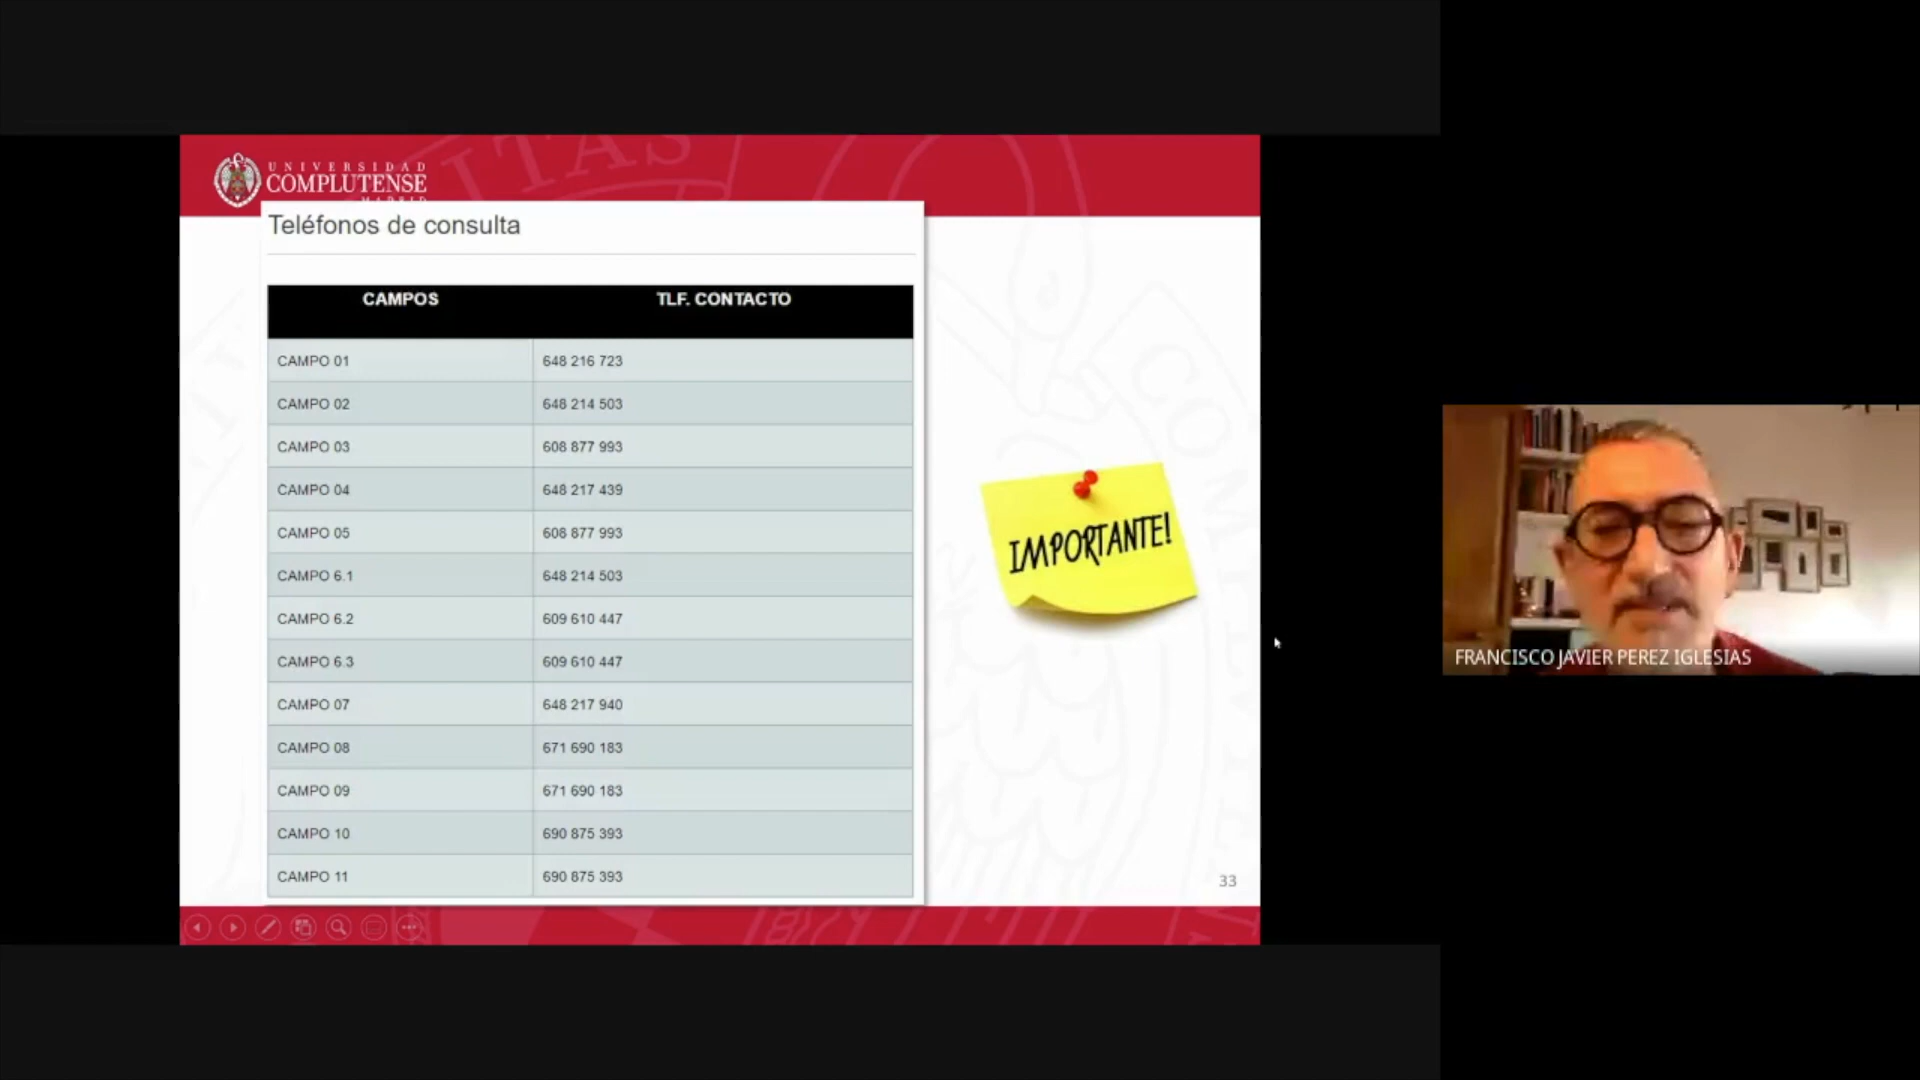 UNIVERSIDAD
COMPLUTENSE
MADRID
Teléfonos de consulta
CAMPOS TLF. CONTACTO
CAMPO 01 648 216 723
CAMPO 02 648 214 503
CAMPO 03 608 877 993
CAMPO 04 648 217 439
CAMPO 05 608 877 993
CAMPO 6.1 648 214 503
CAMPO 6.2 609 610 447
CAMPO 6.3 609 610 447
CAMPO 07 648 217 940
CAMPO 08 671 690 183
CAMPO 09 671 690 183
CAMPO 10 690 875 393
CAMPO 11 690 875 393
IMPORTANTE!
33
FRANCISCO JAVIER PEREZ IGLESIAS